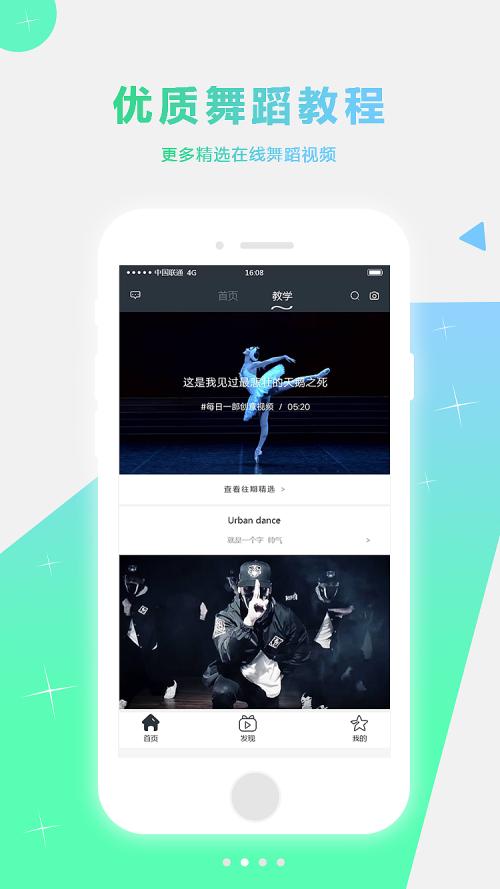 优质舞蹈教程
更多精选在线舞蹈视频
中国联通 4G 16:08
首页 教学
这是我见过最悲壮的天鹅之死
#每日一部创意视频 / 05:20
查看往期精选 >
Urban dance
就是一个字 帅气 >
首页 发现 我的